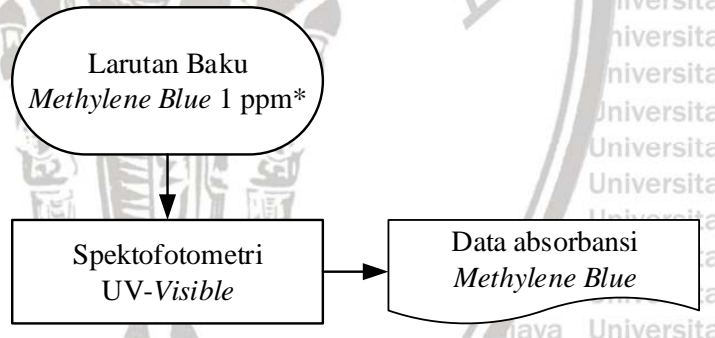 Larutan Baku
Methylene Blue 1 ppm*
Spektofotometri
UV-Visible
Data absorbansi
Methylene Blue